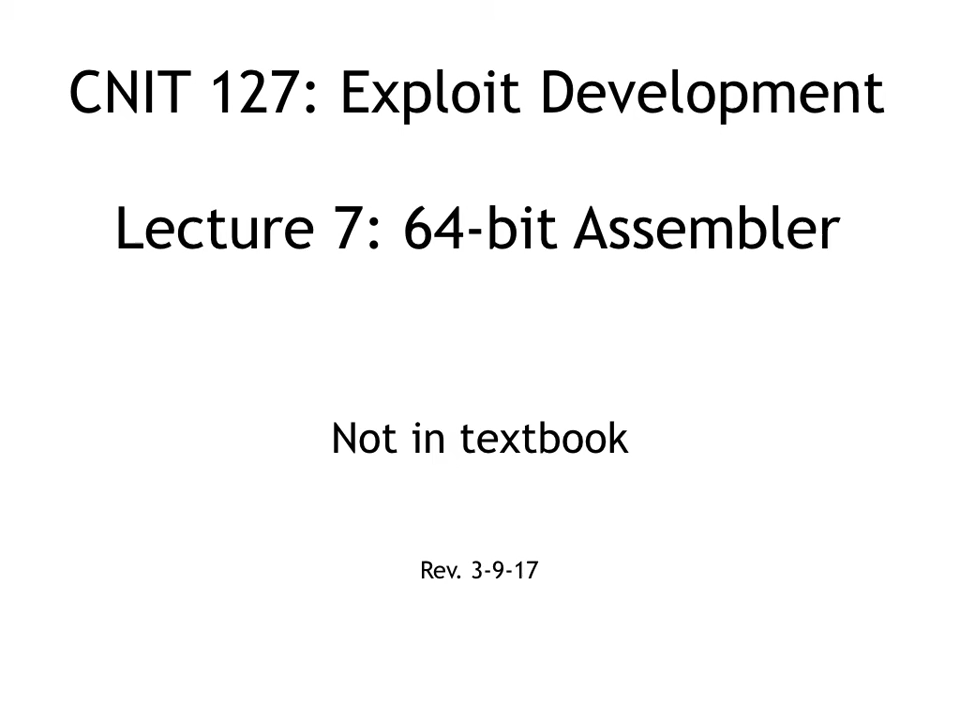 CNIT 127: Exploit Development
Lecture 7: 64-bit Assembler
Not in textbook
Rev. 3-9-17